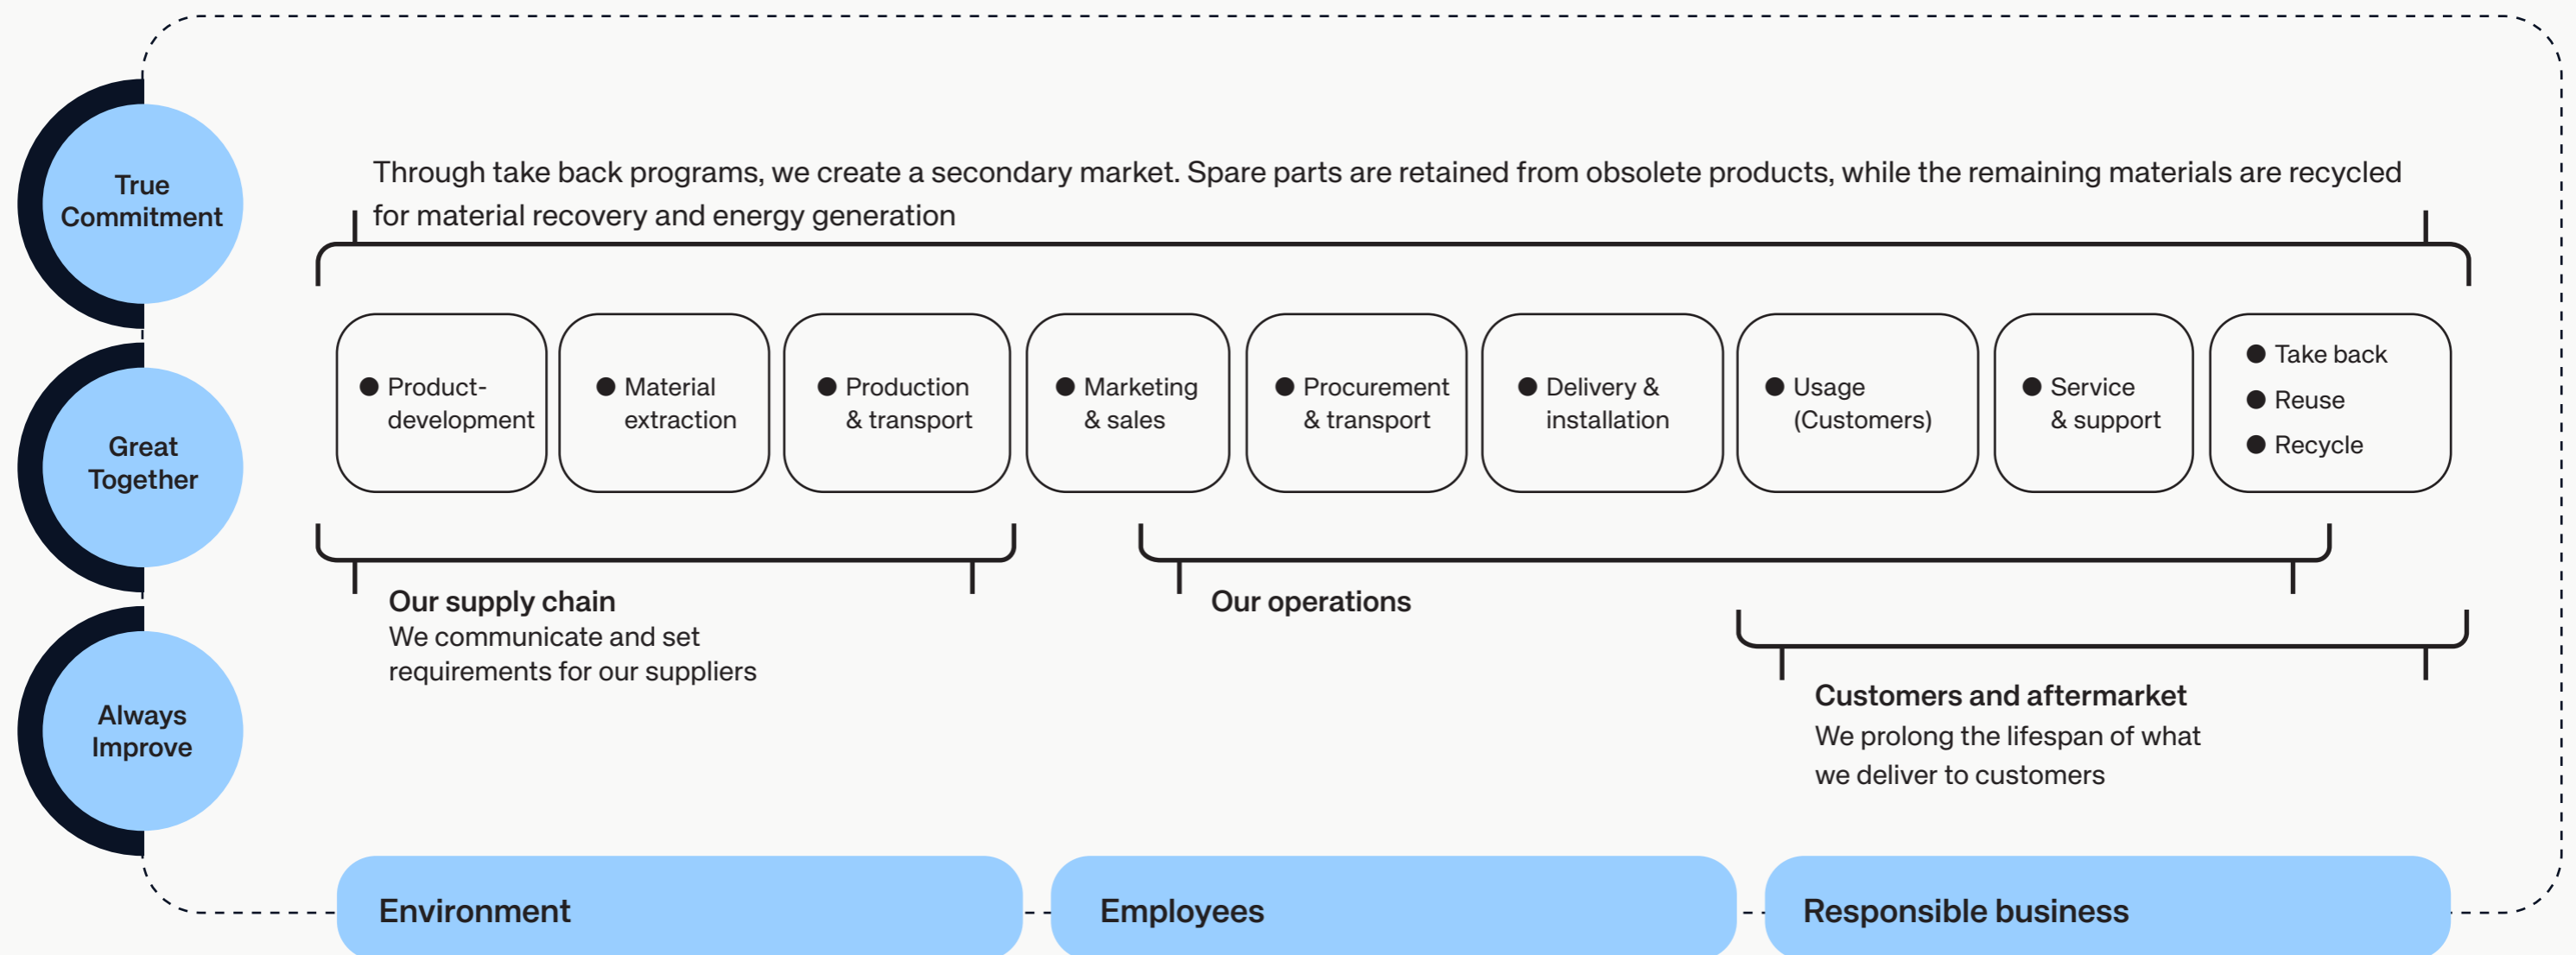 True
Commitment
Great
Together
Always
Improve
Through take back programs, we create a secondary market. Spare parts are retained from obsolete products, while the remaining materials are recycled
for material recovery and energy generation
● Product-
development
● Material
extraction
● Production
& transport
● Marketing
& sales
● Procurement
& transport
● Delivery &
installation
● Usage
(Customers)
● Service
& support
● Take back
● Reuse
● Recycle
Our supply chain
We communicate and set
requirements for our suppliers
Our operations
Customers and aftermarket
We prolong the lifespan of what
we deliver to customers
Environment
Employees
Responsible business